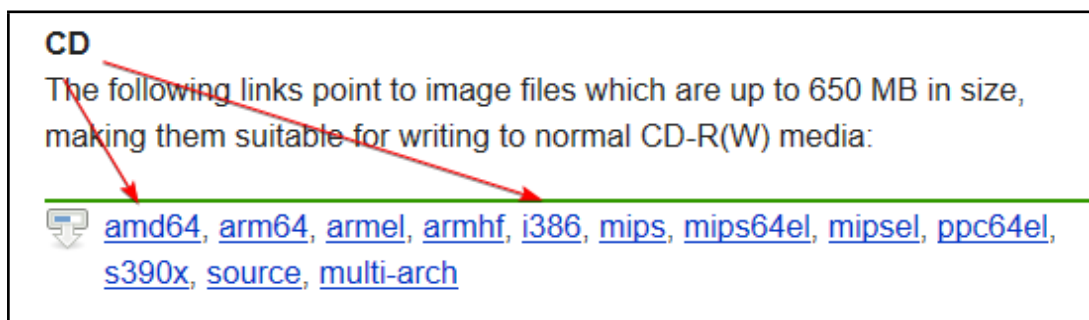 CD
The following links point to image files which are up to 650 MB in size,
making them suitable for writing to normal CD-R(W) media:
amd64, arm64, armel, armhf, i386, mips, mips64el, mipsel, ppc64el,
s390x, source, multi-arch